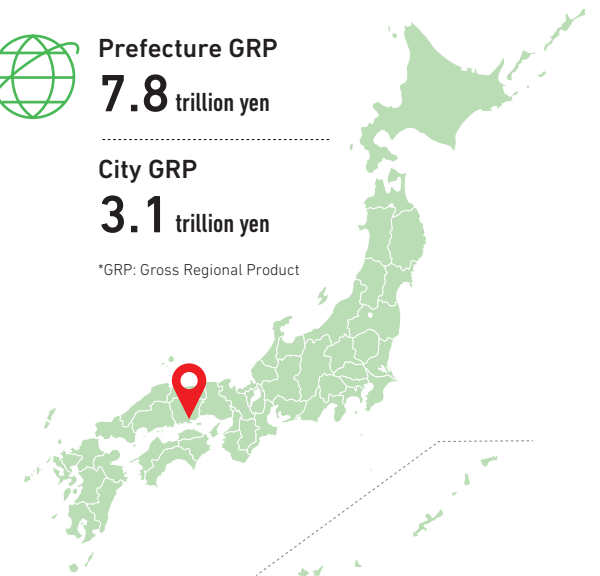 Prefecture GRP
7.8 trillion yen
City GRP
3.1 trillion yen
*GRP: Gross Regional Product